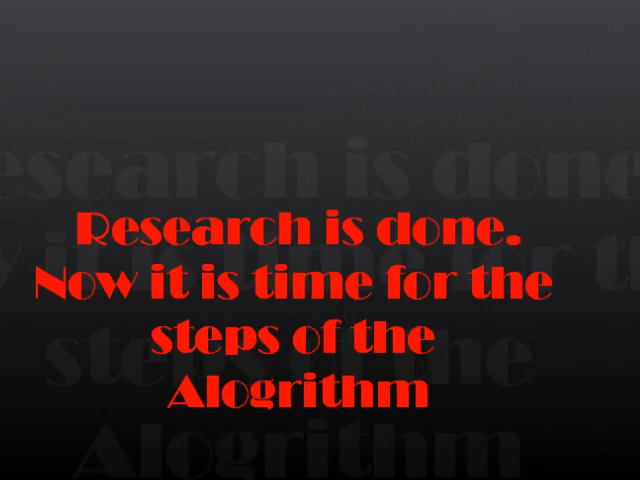 Research is done.
Now it is time for the
steps of the
Alogrithm